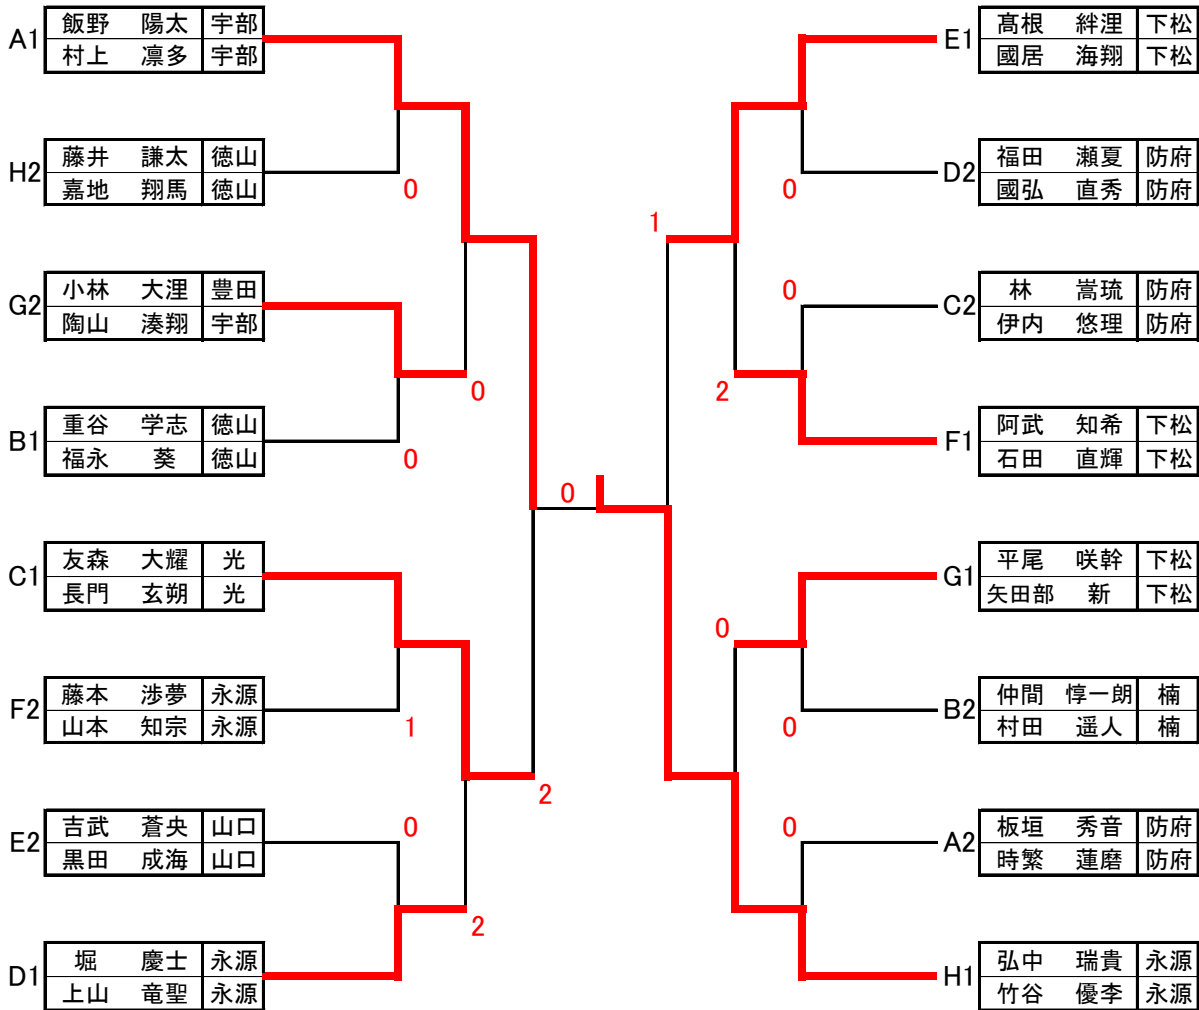 A1
飯野 陽太 宇部
村上 凛多 宇部
H2
藤井 謙太 徳山
嘉地 翔馬 徳山
0
G2
小林 大浬 豊田
陶山 湊翔 宇部
0
B1
重谷 学志 徳山
福永 葵 徳山
0
C1
友森 大耀 光
長門 玄朔 光
F2
藤本 渉夢 永源
山本 知宗 永源
1
2
E2
吉武 蒼央 山口
黒田 成海 山口
0
2
D1
堀 慶士 永源
上山 竜聖 永源
0
1
E1
髙根 絆浬 下松
國居 海翔 下松
0
D2
福田 瀬夏 防府
國弘 直秀 防府
0
C2
林 嵩琉 防府
伊内 悠理 防府
2
F1
阿武 知希 下松
石田 直輝 下松
G1
平尾 咲幹 下松
矢田部 新 下松
0
B2
仲間 惇一朗 楠
村田 遥人 楠
0
0
A2
板垣 秀音 防府
時繁 蓮磨 防府
H1
弘中 瑞貴 永源
竹谷 優李 永源